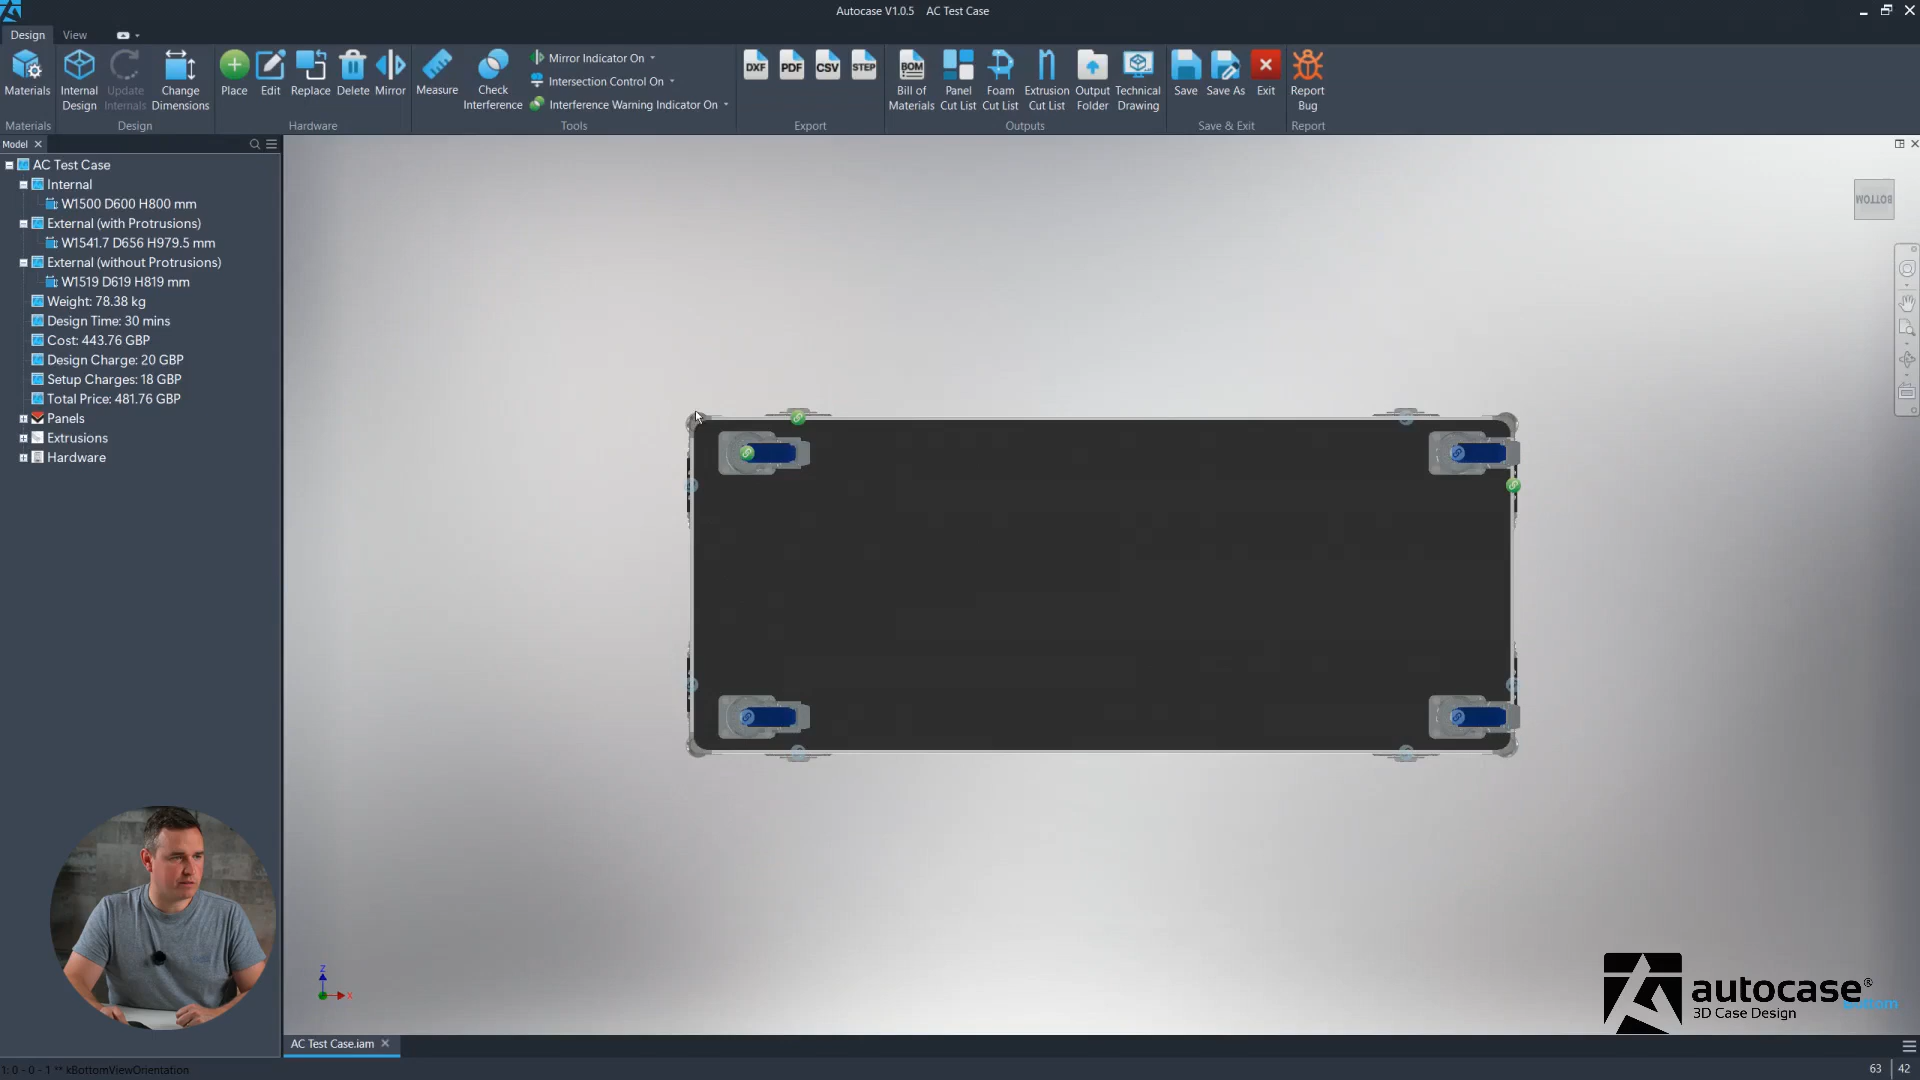 Autocase V1.0.5 AC Test Case
Design View
Materials
Internal Design
Update Internals
Change Dimensions
Place
Edit
Replace
Delete
Mirror
Measure
Check Interference
Mirror Indicator On
Intersection Control On
Interference Warning Indicator On
DXF
PDF
CSV
STEP
BOM
Bill of Materials
Panel Cut List
Foam Cut List
Extrusion Cut List
Output Folder
Technical Drawing
Save
Save As
Exit
Report Bug
Materials
Design
Hardware
Tools
Export
Outputs
Save & Exit
Report
Model
AC Test Case
Internal
W1500 D600 H800 mm
External (with Protrusions)
W1541.7 D656 H979.5 mm
External (without Protrusions)
W1519 D619 H819 mm
Weight: 78.38 kg
Design Time: 30 mins
Cost: 443.76 GBP
Design Charge: 20 GBP
Setup Charges: 18 GBP
Total Price: 481.76 GBP
Panels
Extrusions
Hardware
BOTTOM
Z
X
autocase®
3D Case Design
AC Test Case.iam
1: 0 - 0 - 1 ** kBottomViewOrientation
63 42